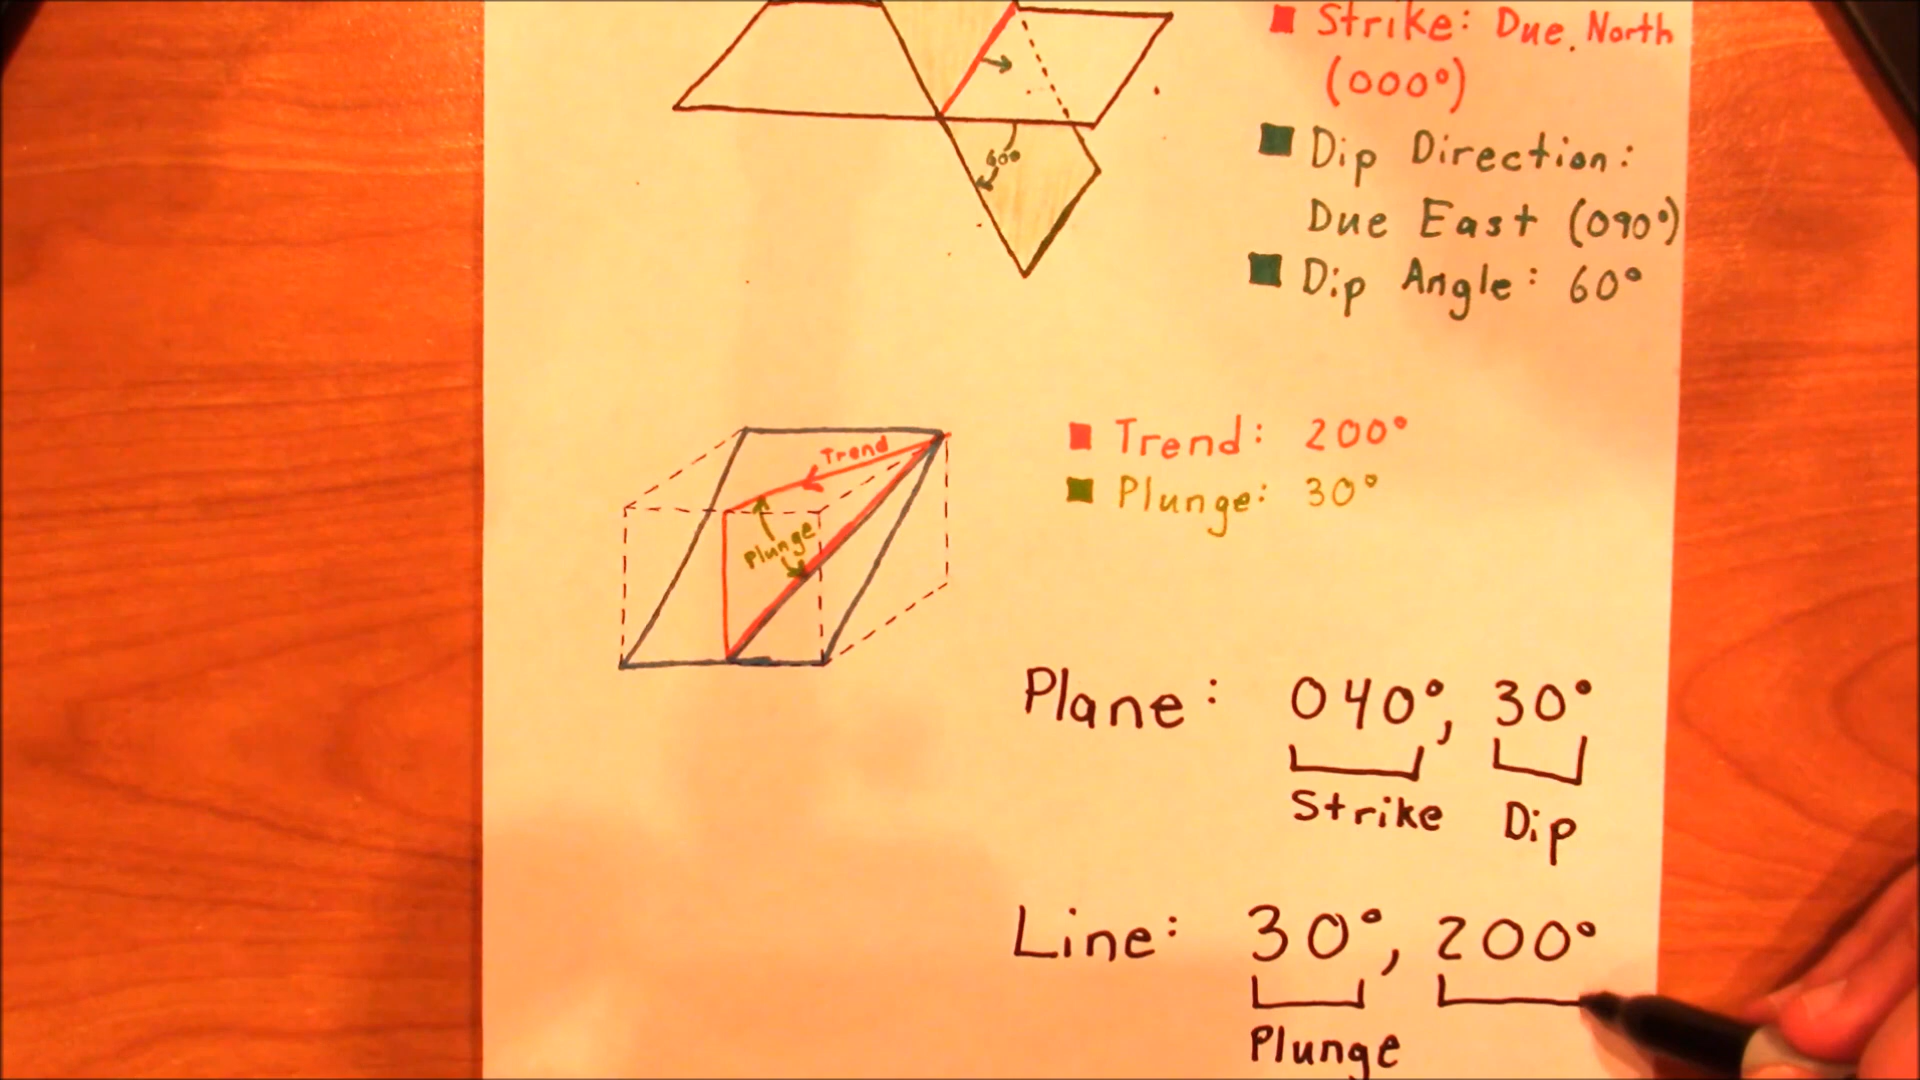 Strike: Due North
(000°)
Dip Direction:
Due East (090°)
Dip Angle: 60°
60°
Trend
Plunge
Trend: 200°
Plunge: 30°
Plane: 040°, 30°
Strike Dip
Line: 30°, 200°
Plunge